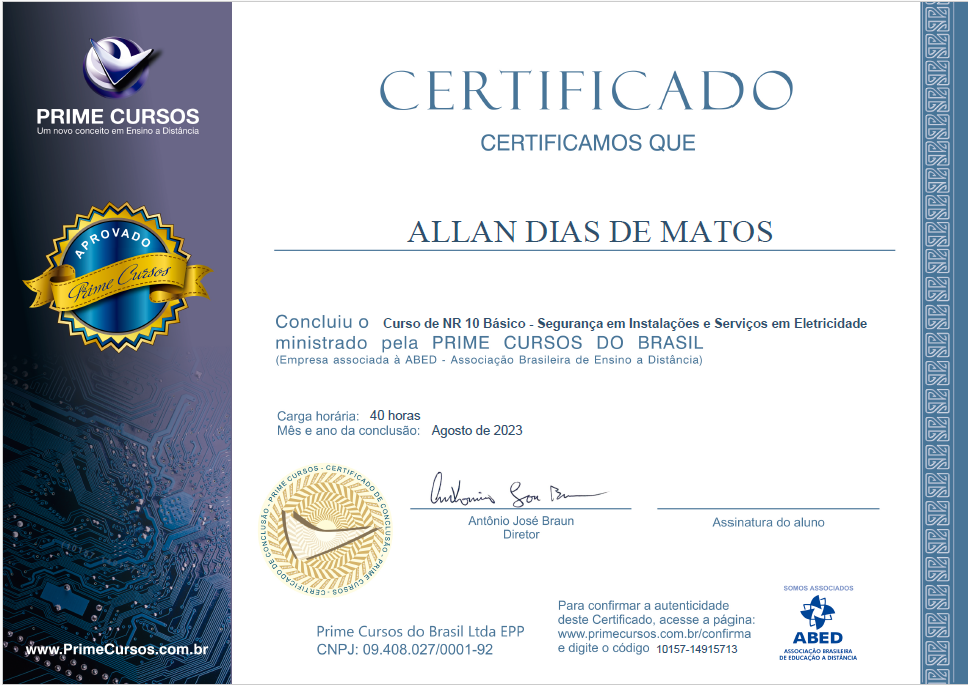 PRIME CURSOS
Um novo conceito em Ensino a Distância
APROVADO
Prime Cursos
www.PrimeCursos.com.br
CERTIFICADO
CERTIFICAMOS QUE
ALLAN DIAS DE MATOS
Concluiu o Curso de NR 10 Básico - Segurança em Instalações e Serviços em Eletricidade
ministrado pela PRIME CURSOS DO BRASIL
(Empresa associada à ABED - Associação Brasileira de Ensino a Distância)
Carga horária: 40 horas
Mês e ano da conclusão: Agosto de 2023
PRIME CURSOS - CERTIFICADO DE CONCLUSÃO - PRIME CURSOS - CERTIFICADO DE CONCLUSÃO -
Antônio José Braun
Diretor
Assinatura do aluno
Prime Cursos do Brasil Ltda EPP
CNPJ: 09.408.027/0001-92
Para confirmar a autenticidade
deste Certificado, acesse a página:
www.primecursos.com.br/confirma
e digite o código 10157-14915713
SOMOS ASSOCIADOS
ABED
ASSOCIAÇÃO BRASILEIRA
DE EDUCAÇÃO A DISTÂNCIA